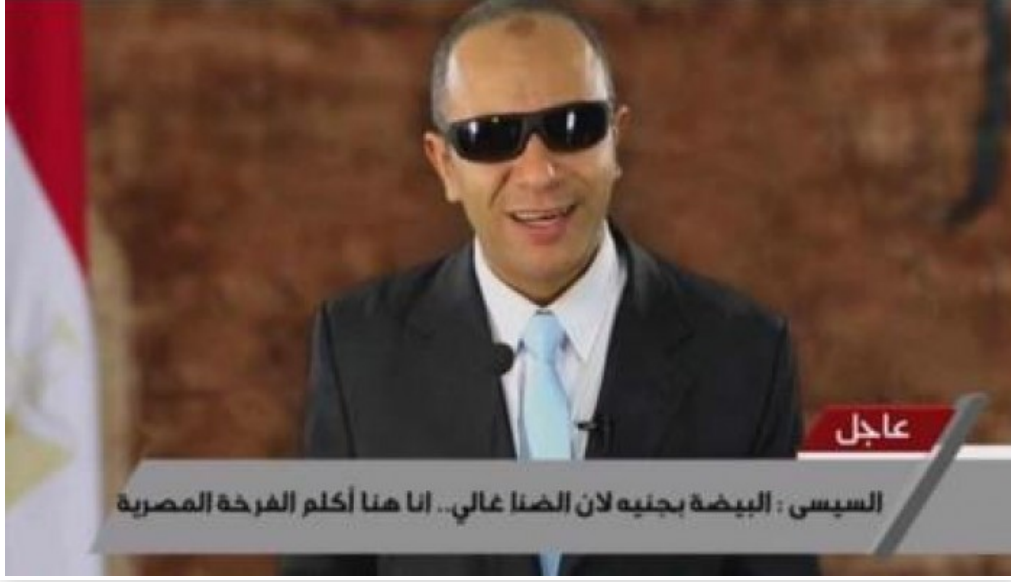 عاجل
السيسى : البيضة بجنيه لان الضنا غالي.. انا هنا أكلم الفرخة المصرية